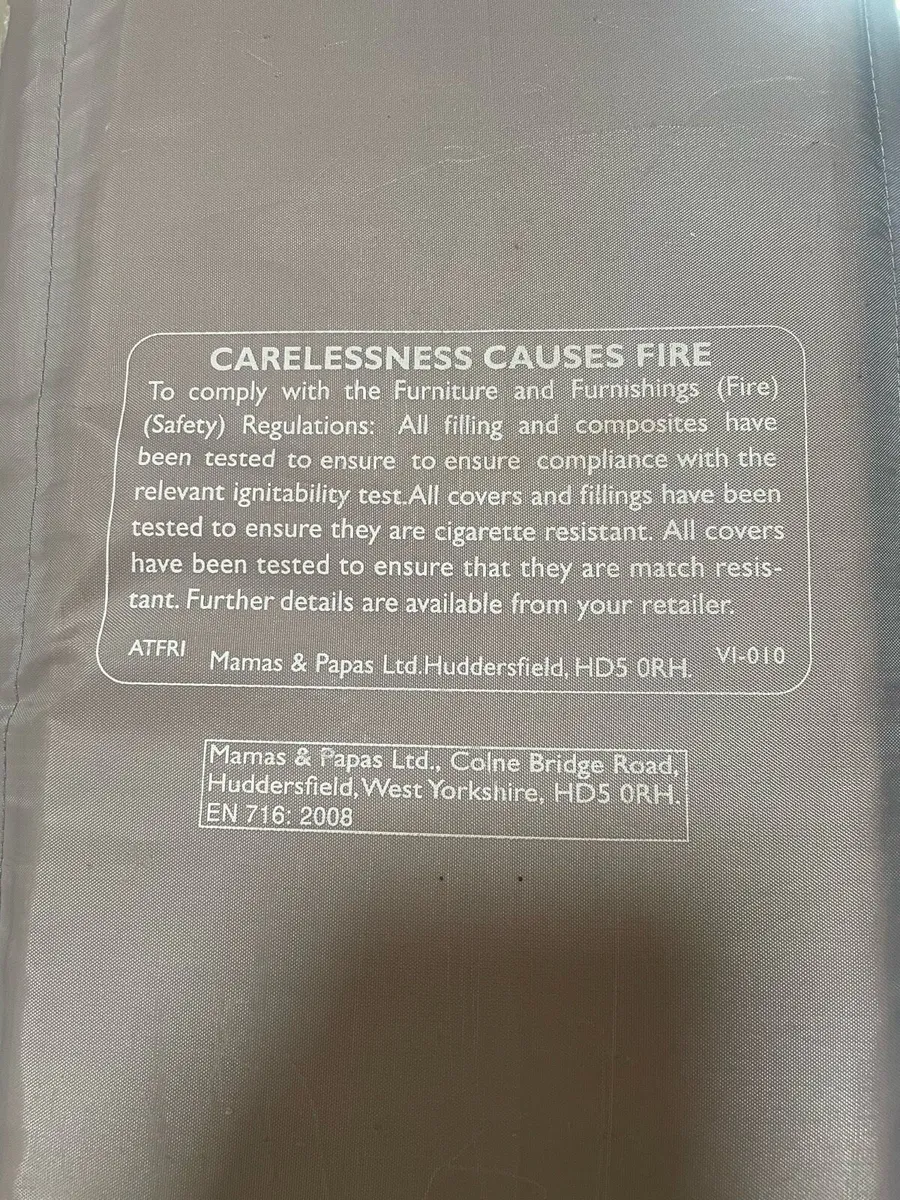 CARELESSNESS CAUSES FIRE
To comply with the Furniture and Furnishings (Fire)
(Safety) Regulations: All filling and composites have
been tested to ensure to ensure compliance with the
relevant ignitability test.All covers and fillings have been
tested to ensure they are cigarette resistant. All covers
have been tested to ensure that they are match resis-
tant. Further details are available from your retailer.
ATFRI Mamas & Papas Ltd.Huddersfield, HD5 0RH. VI-010
Mamas & Papas Ltd., Colne Bridge Road,
Huddersfield,West Yorkshire, HD5 0RH.
EN 716: 2008